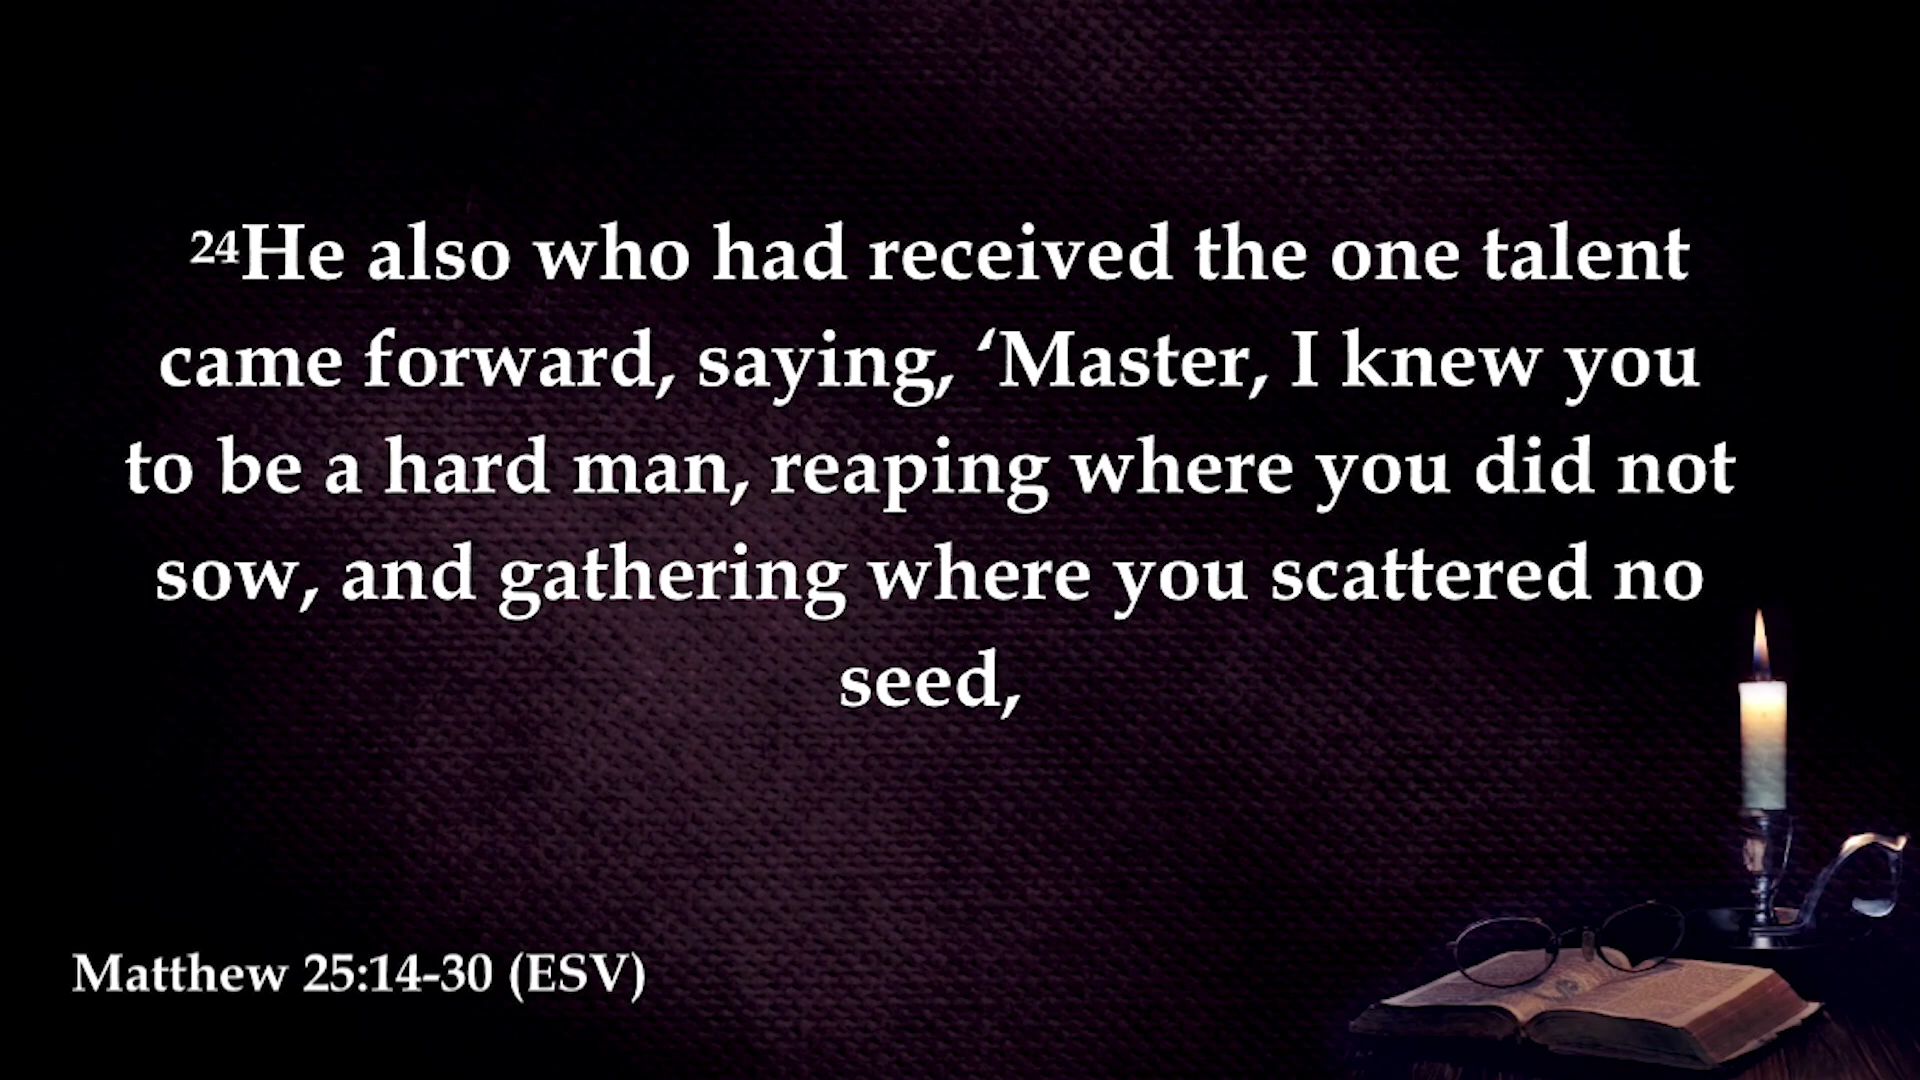 24He also who had received the one talent
came forward, saying, ‘Master, I knew you
to be a hard man, reaping where you did not
sow, and gathering where you scattered no
seed,
Matthew 25:14-30 (ESV)